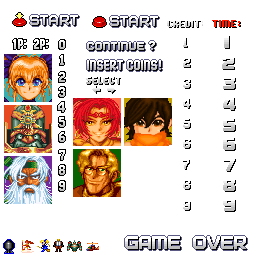 START START CREDIT TIME:
1P: 2P: 0 CONTINUE ? 1 1
1 INSERT COINS! 2 2
2 SELECT 3 3
3 ← → 4 4
4 5 5
5 6 6
6 7 7
7 8 8
8 9 9
9
GAME OVER